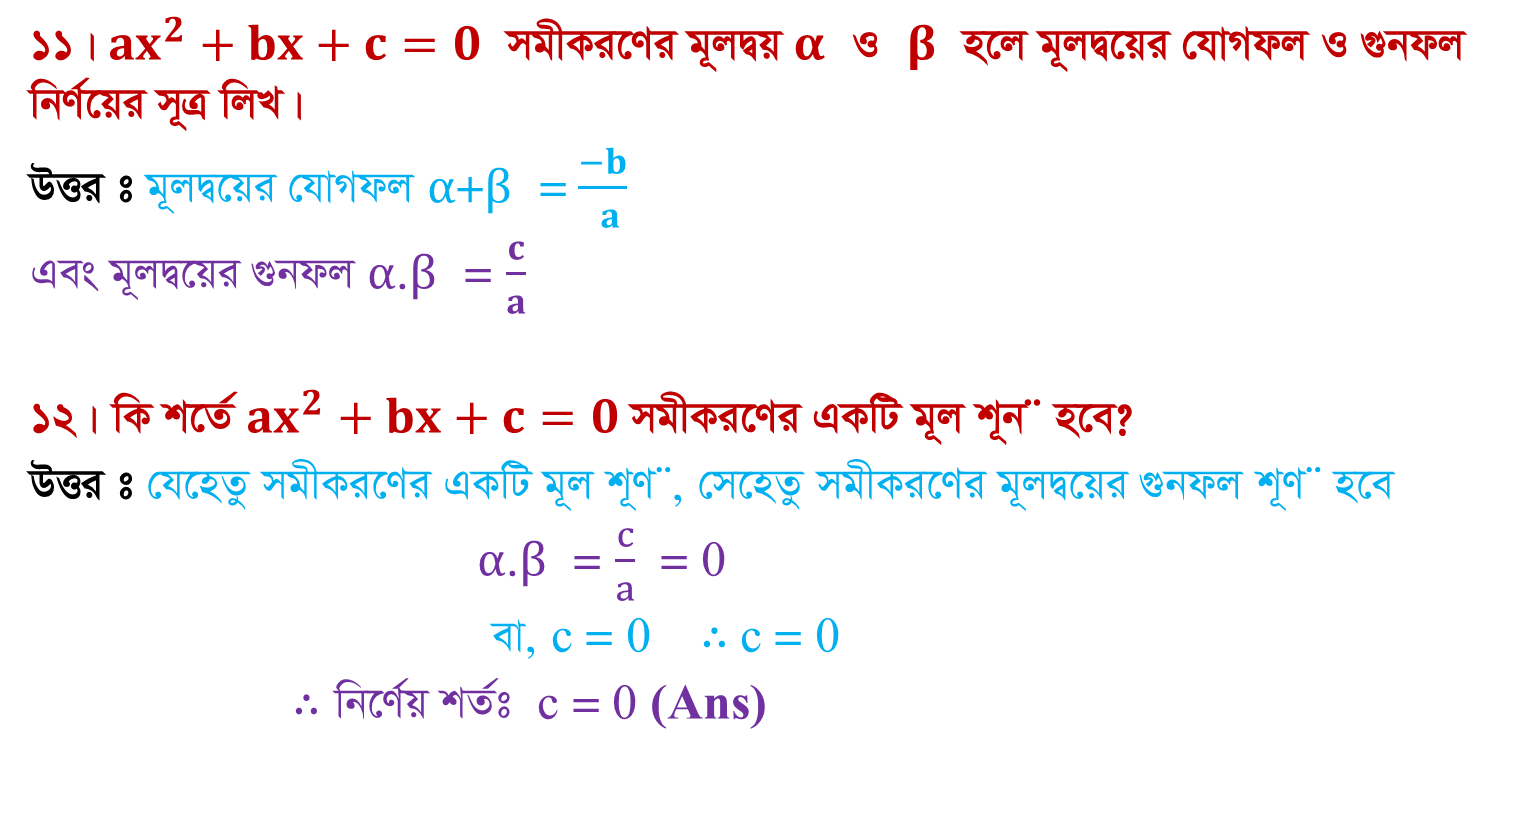 ১১। ax² + bx + c = 0 সমীকরণের মূলদ্বয় α ও β হলে মূলদ্বয়ের যোগফল ও গুনফল
নির্ণয়ের সূত্র লিখ।
উত্তর ঃ মূলদ্বয়ের যোগফল α+β = −b/a
এবং মূলদ্বয়ের গুনফল α.β = c/a
১২। কি শর্তে ax² + bx + c = 0 সমীকরণের একটি মূল শূন¨ হবে?
উত্তর ঃ যেহেতু সমীকরণের একটি মূল শূণ¨, সেহেতু সমীকরণের মূলদ্বয়ের গুনফল শূণ¨ হবে
α.β = c/a = 0
বা, c = 0 ∴ c = 0
∴ নির্ণেয় শর্তঃ c = 0 (Ans)